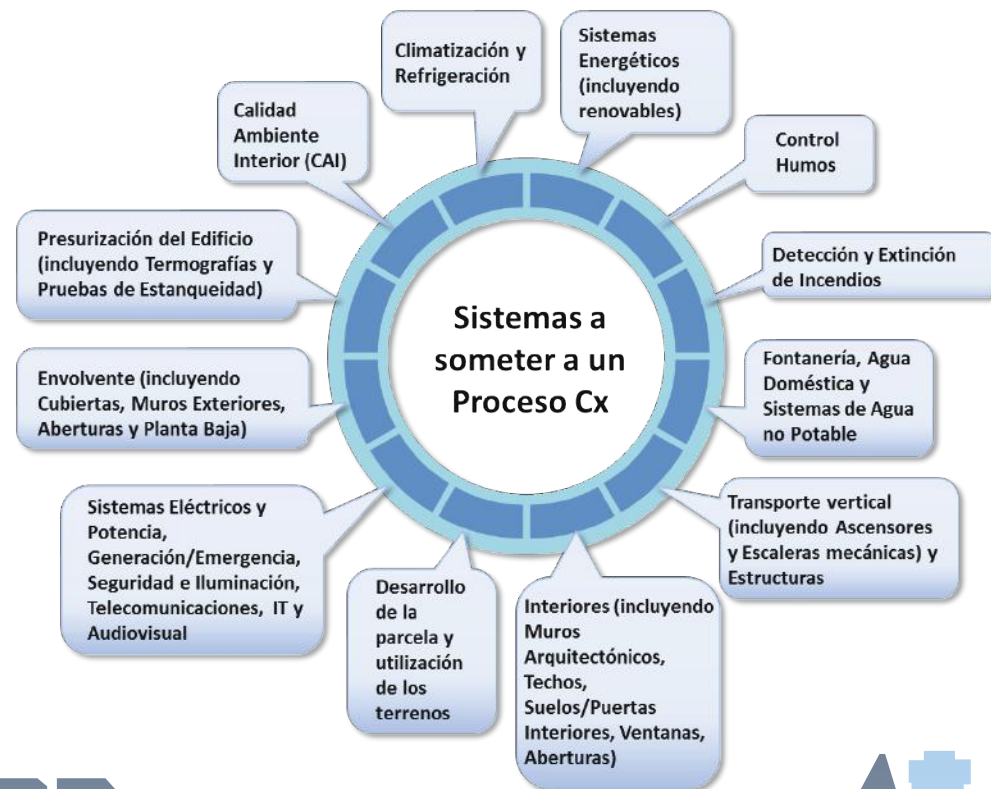 Sistemas
Energéticos
(incluyendo
renovables)
Climatización y
Refrigeración
Calidad
Ambiente
Interior (CAI)
Control
Humos
Presurización del Edificio
(incluyendo Termografías y
Pruebas de Estanqueidad)
Detección y Extinción
de Incendios
Sistemas a
someter a un
Proceso Cx
Envolvente (incluyendo
Cubiertas, Muros Exteriores,
Aberturas y Planta Baja)
Fontanería, Agua
Doméstica y
Sistemas de Agua
no Potable
Sistemas Eléctricos y
Potencia,
Generación/Emergencia,
Seguridad e Iluminación,
Telecomunicaciones, IT y
Audiovisual
Transporte vertical
(incluyendo Ascensores
y Escaleras mecánicas) y
Estructuras
Desarrollo
de la
parcela y
utilización
de los
terrenos
Interiores (incluyendo
Muros
Arquitectónicos,
Techos,
Suelos/Puertas
Interiores, Ventanas,
Aberturas)